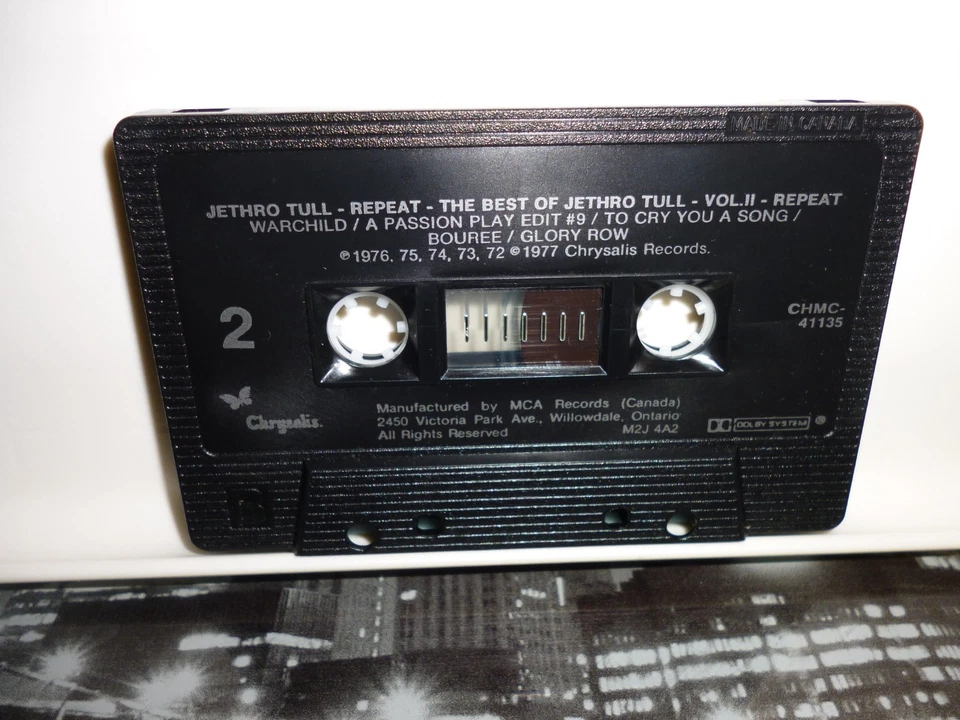 MADE IN CANADA
JETHRO TULL - REPEAT - THE BEST OF JETHRO TULL - VOL.II - REPEAT
WARCHILD / A PASSION PLAY EDIT #9 / TO CRY YOU A SONG /
BOUREE / GLORY ROW
℗ 1976, 75, 74, 73, 72 © 1977 Chrysalis Records.
2
CHMC-
41135
Chrysalis.
Manufactured by MCA Records (Canada)
2450 Victoria Park Ave., Willowdale, Ontario
All Rights Reserved
M2J 4A2
DOLBY SYSTEM ®
B